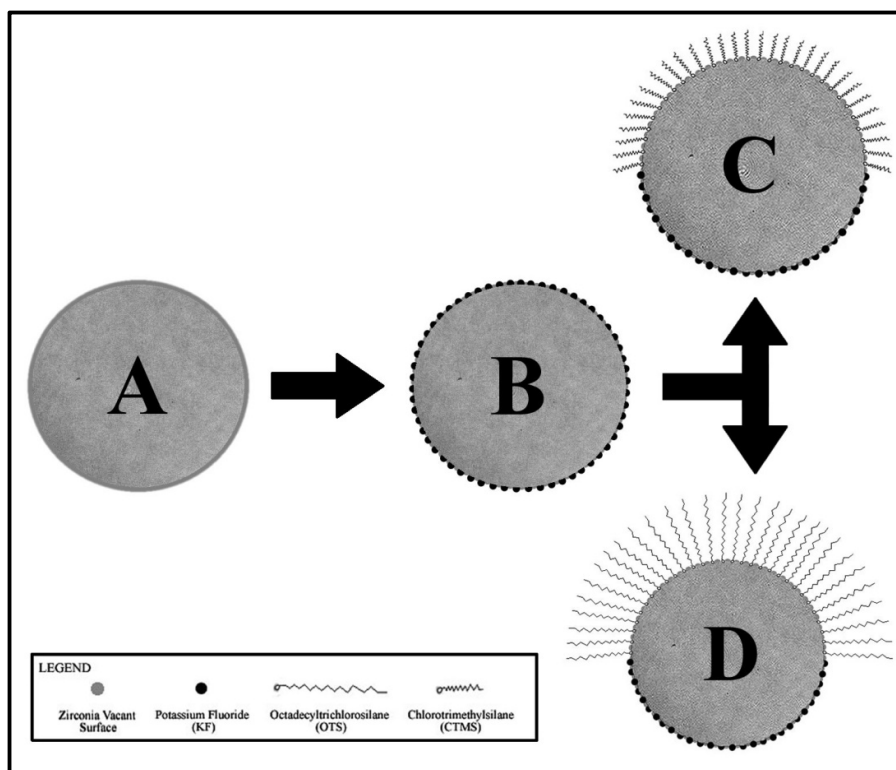 C
A
B
D
LEGEND
Zirconia Vacant
Surface
Potassium Fluoride
(KF)
Octadecyltrichlorosilane
(OTS)
Chlorotrimethylsilane
(CTMS)